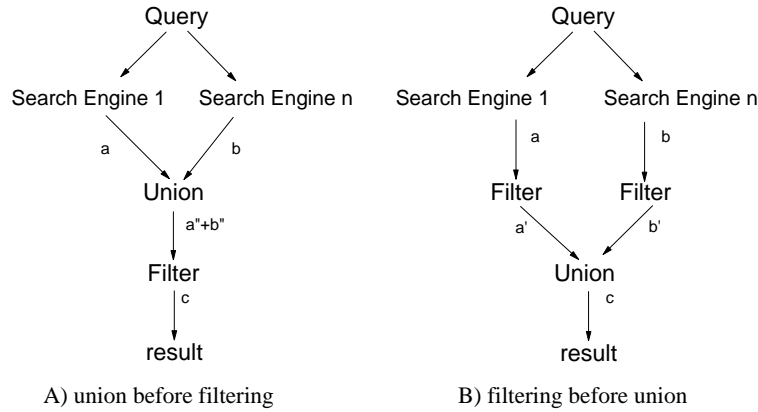 Query
Search Engine 1
Search Engine n
a
b
Union
a"+b"
Filter
c
result
A) union before filtering
Query
Search Engine 1
Search Engine n
a
b
Filter
Filter
a'
b'
Union
c
result
B) filtering before union